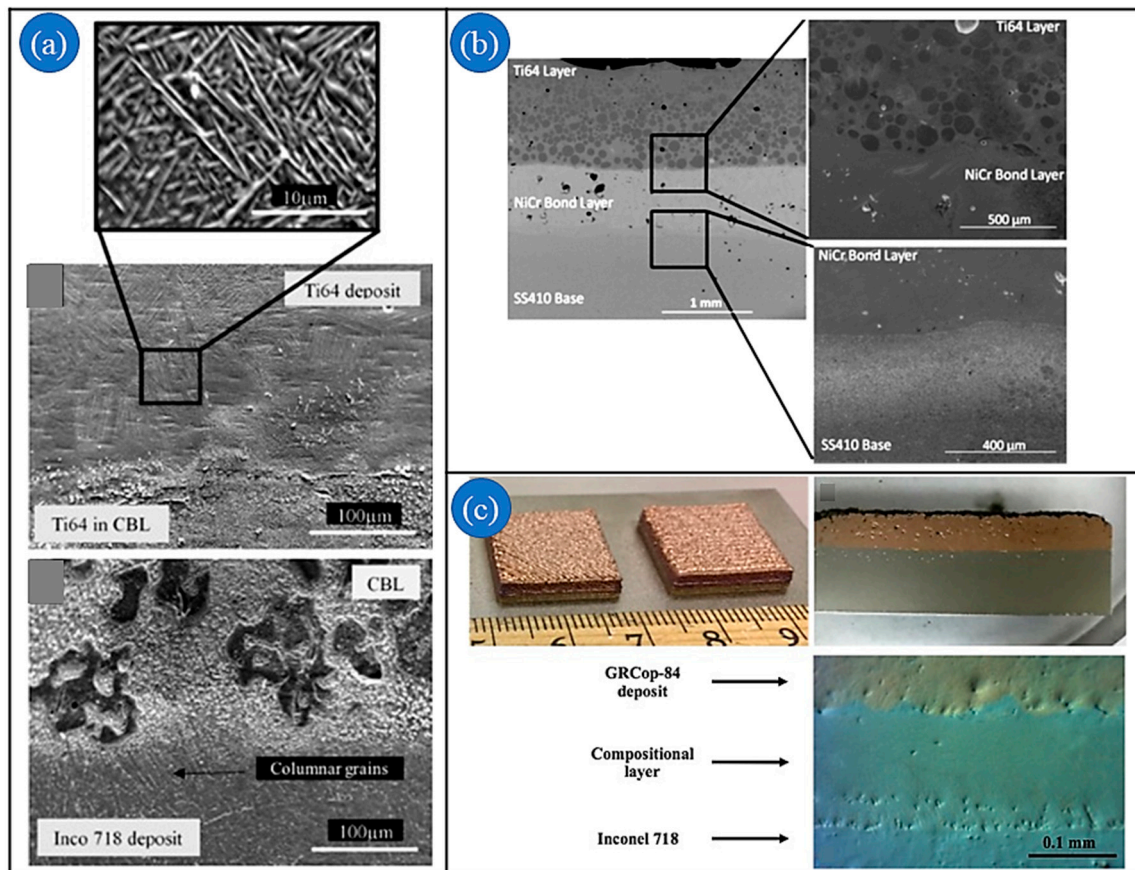 (a)
10μm
Ti64 deposit
Ti64 in CBL
100μm
CBL
Columnar grains
Inco 718 deposit
100μm
(b)
Ti64 Layer
NiCr Bond Layer
SS410 Base
1 mm
Ti64 Layer
NiCr Bond Layer
500 μm
NiCr Bond Layer
SS410 Base
400 μm
(c)
5 6 7 8 9
GRCop-84
deposit
Compositional
layer
Inconel 718
0.1 mm